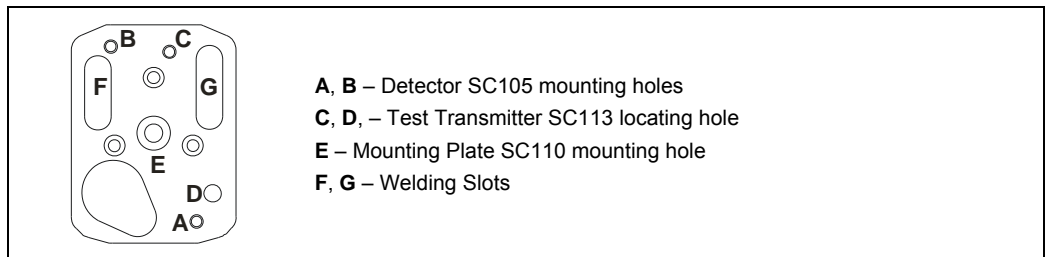 B C
F G
E
D
A
A, B – Detector SC105 mounting holes
C, D, – Test Transmitter SC113 locating hole
E – Mounting Plate SC110 mounting hole
F, G – Welding Slots